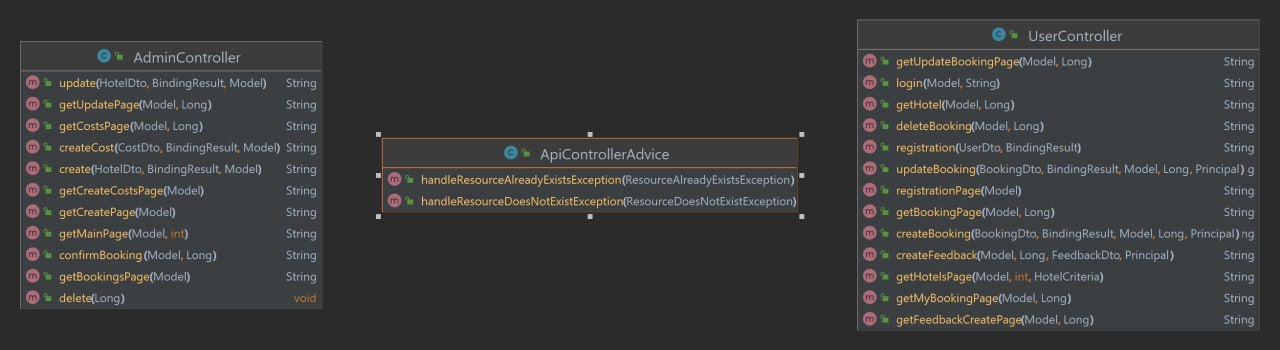 AdminController
update(HotelDto, BindingResult, Model) String
getUpdatePage(Model, Long) String
getCostsPage(Model, Long) String
createCost(CostDto, BindingResult, Model) String
create(HotelDto, BindingResult, Model) String
getCreateCostsPage(Model) String
getCreatePage(Model) String
getMainPage(Model, int) String
confirmBooking(Model, Long) String
getBookingsPage(Model) String
delete(Long) void
ApiControllerAdvice
handleResourceAlreadyExistsException(ResourceAlreadyExistsException)
handleResourceDoesNotExistException(ResourceDoesNotExistException)
UserController
getUpdateBookingPage(Model, Long) String
login(Model, String) String
getHotel(Model, Long) String
deleteBooking(Model, Long) String
registration(UserDto, BindingResult) String
updateBooking(BookingDto, BindingResult, Model, Long, Principal) g
registrationPage(Model) String
getBookingPage(Model, Long) String
createBooking(BookingDto, BindingResult, Model, Long, Principal) ng
createFeedback(Model, Long, FeedbackDto, Principal) String
getHotelsPage(Model, int, HotelCriteria) String
getMyBookingPage(Model, Long) String
getFeedbackCreatePage(Model, Long) String